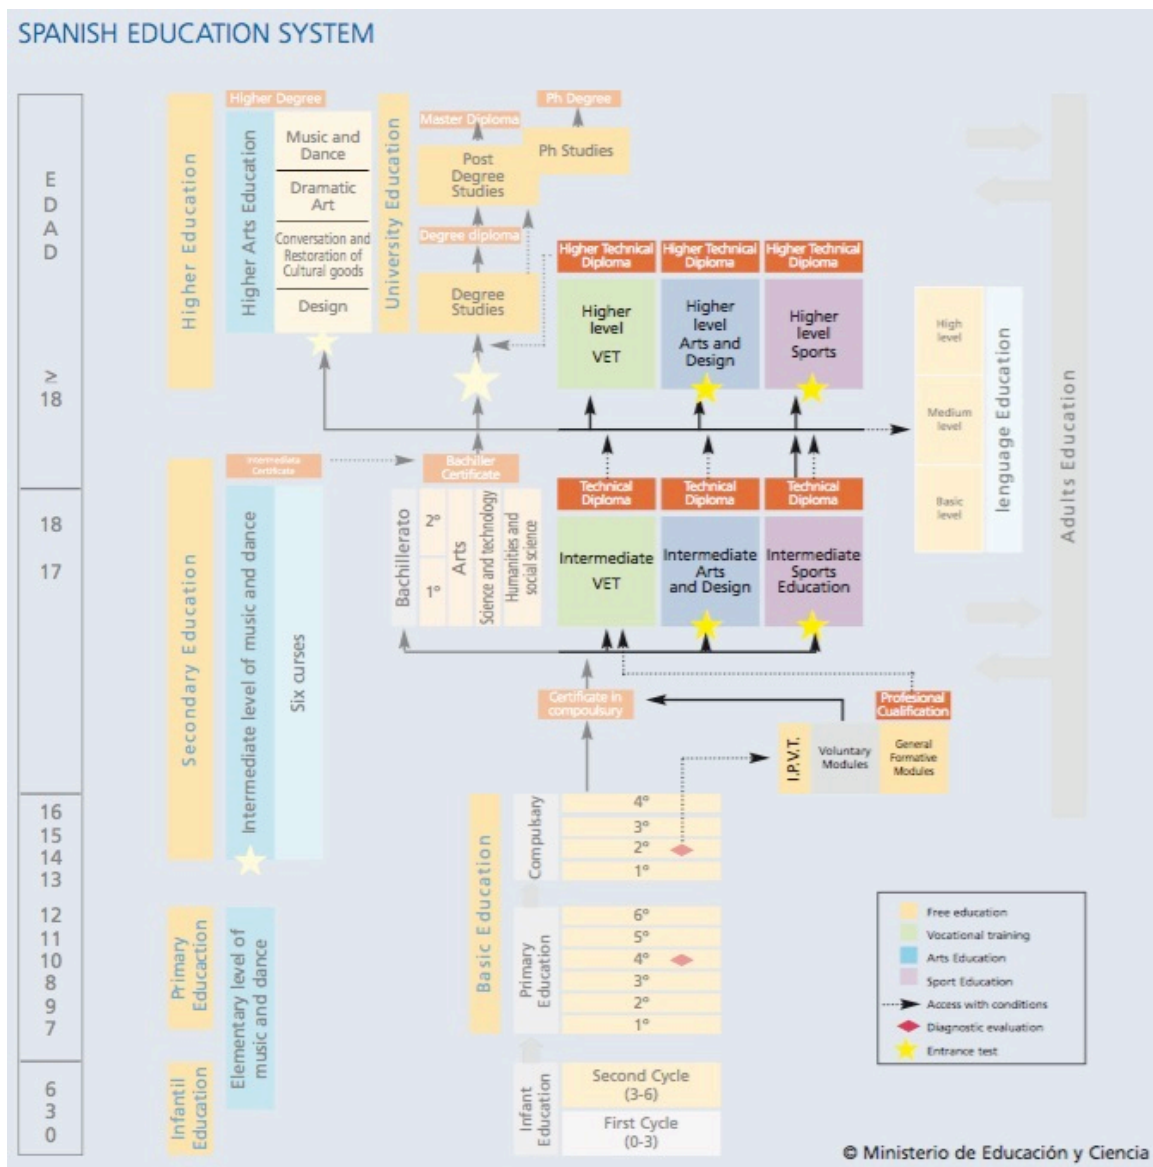 SPANISH EDUCATION SYSTEM
E
D
A
D
≥
18
18
17
16
15
14
13
12
11
10
8
9
7
6
3
0
Higher Education
Secondary Education
Primary
Educaction
Infantil
Education
Higher Degree
Higher Arts Education
Music and
Dance
Dramatic
Art
Conversation and
Restoration of
Cultural goods
Design
University Education
Master Diploma
Post
Degree
Studies
Degree diploma
Degree
Studies
Ph Degree
Ph Studies
Higher Technical
Diploma
Higher
level
VET
Higher Technical
Diploma
Higher
level
Arts and
Design
Higher Technical
Diploma
Higher
level
Sports
High
level
Medium
level
Basic
level
lenguage Education
Adults Education
Intermediata
Certificate
Intermediate level of music and dance
Six curses
Bachiller
Certificate
Bachillerato
2º
1º
Arts
Science and technology
Humanities and
social science
Technical
Diploma
Intermediate
VET
Technical
Diploma
Intermediate
Arts
and Design
Technical
Diploma
Intermediate
Sports
Education
Certificate in
compoulsury
Profesional
Cualification
I.P.V.T.
Voluntary
Modules
General
Formative
Modules
Basic Education
Compulsary
4º
3º
2º
1º
Primary
Education
6º
5º
4º
3º
2º
1º
Elementary level of
music and dance
Infant
Education
Second Cycle
(3-6)
First Cycle
(0-3)
Free education
Vocational training
Arts Education
Sport Education
Access with conditions
Diagnostic evaluation
Entrance test
© Ministerio de Educación y Ciencia